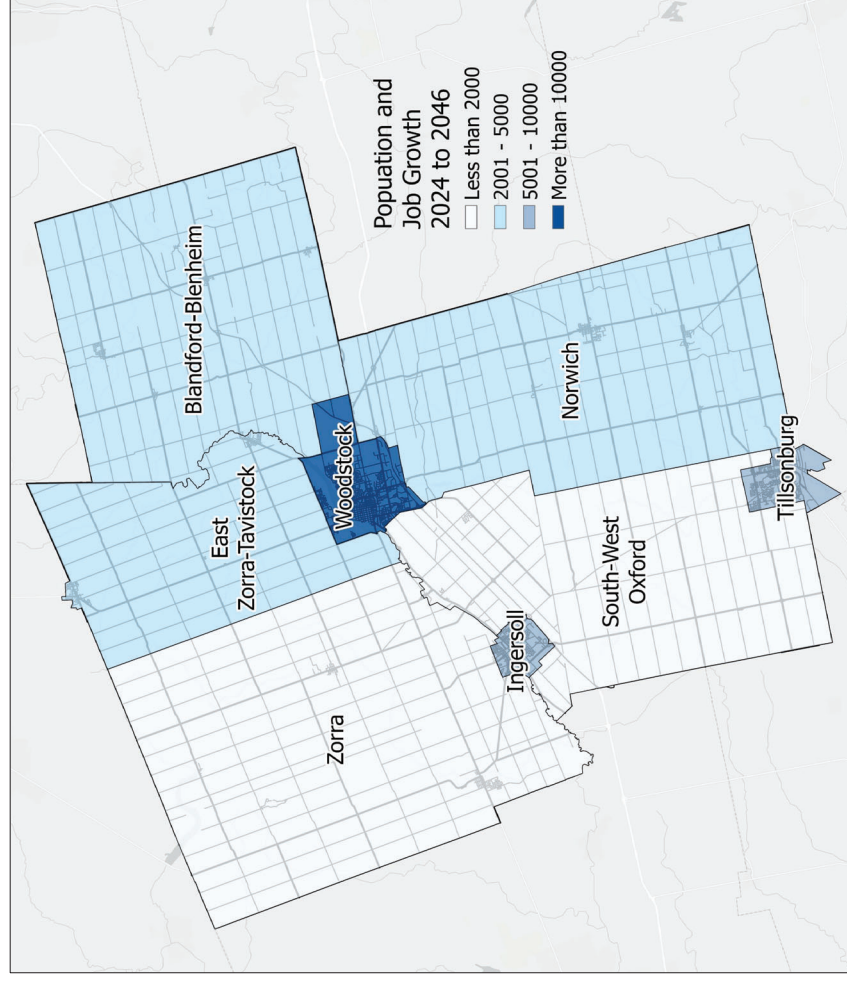 Popuation and
Job Growth
2024 to 2046
Less than 2000
2001 - 5000
5001 - 10000
More than 10000
Blandford-Blenheim
East
Zorra-Tavistock
Woodstock
Zorra
Ingersoll
South-West
Oxford
Norwich
Tillsonburg